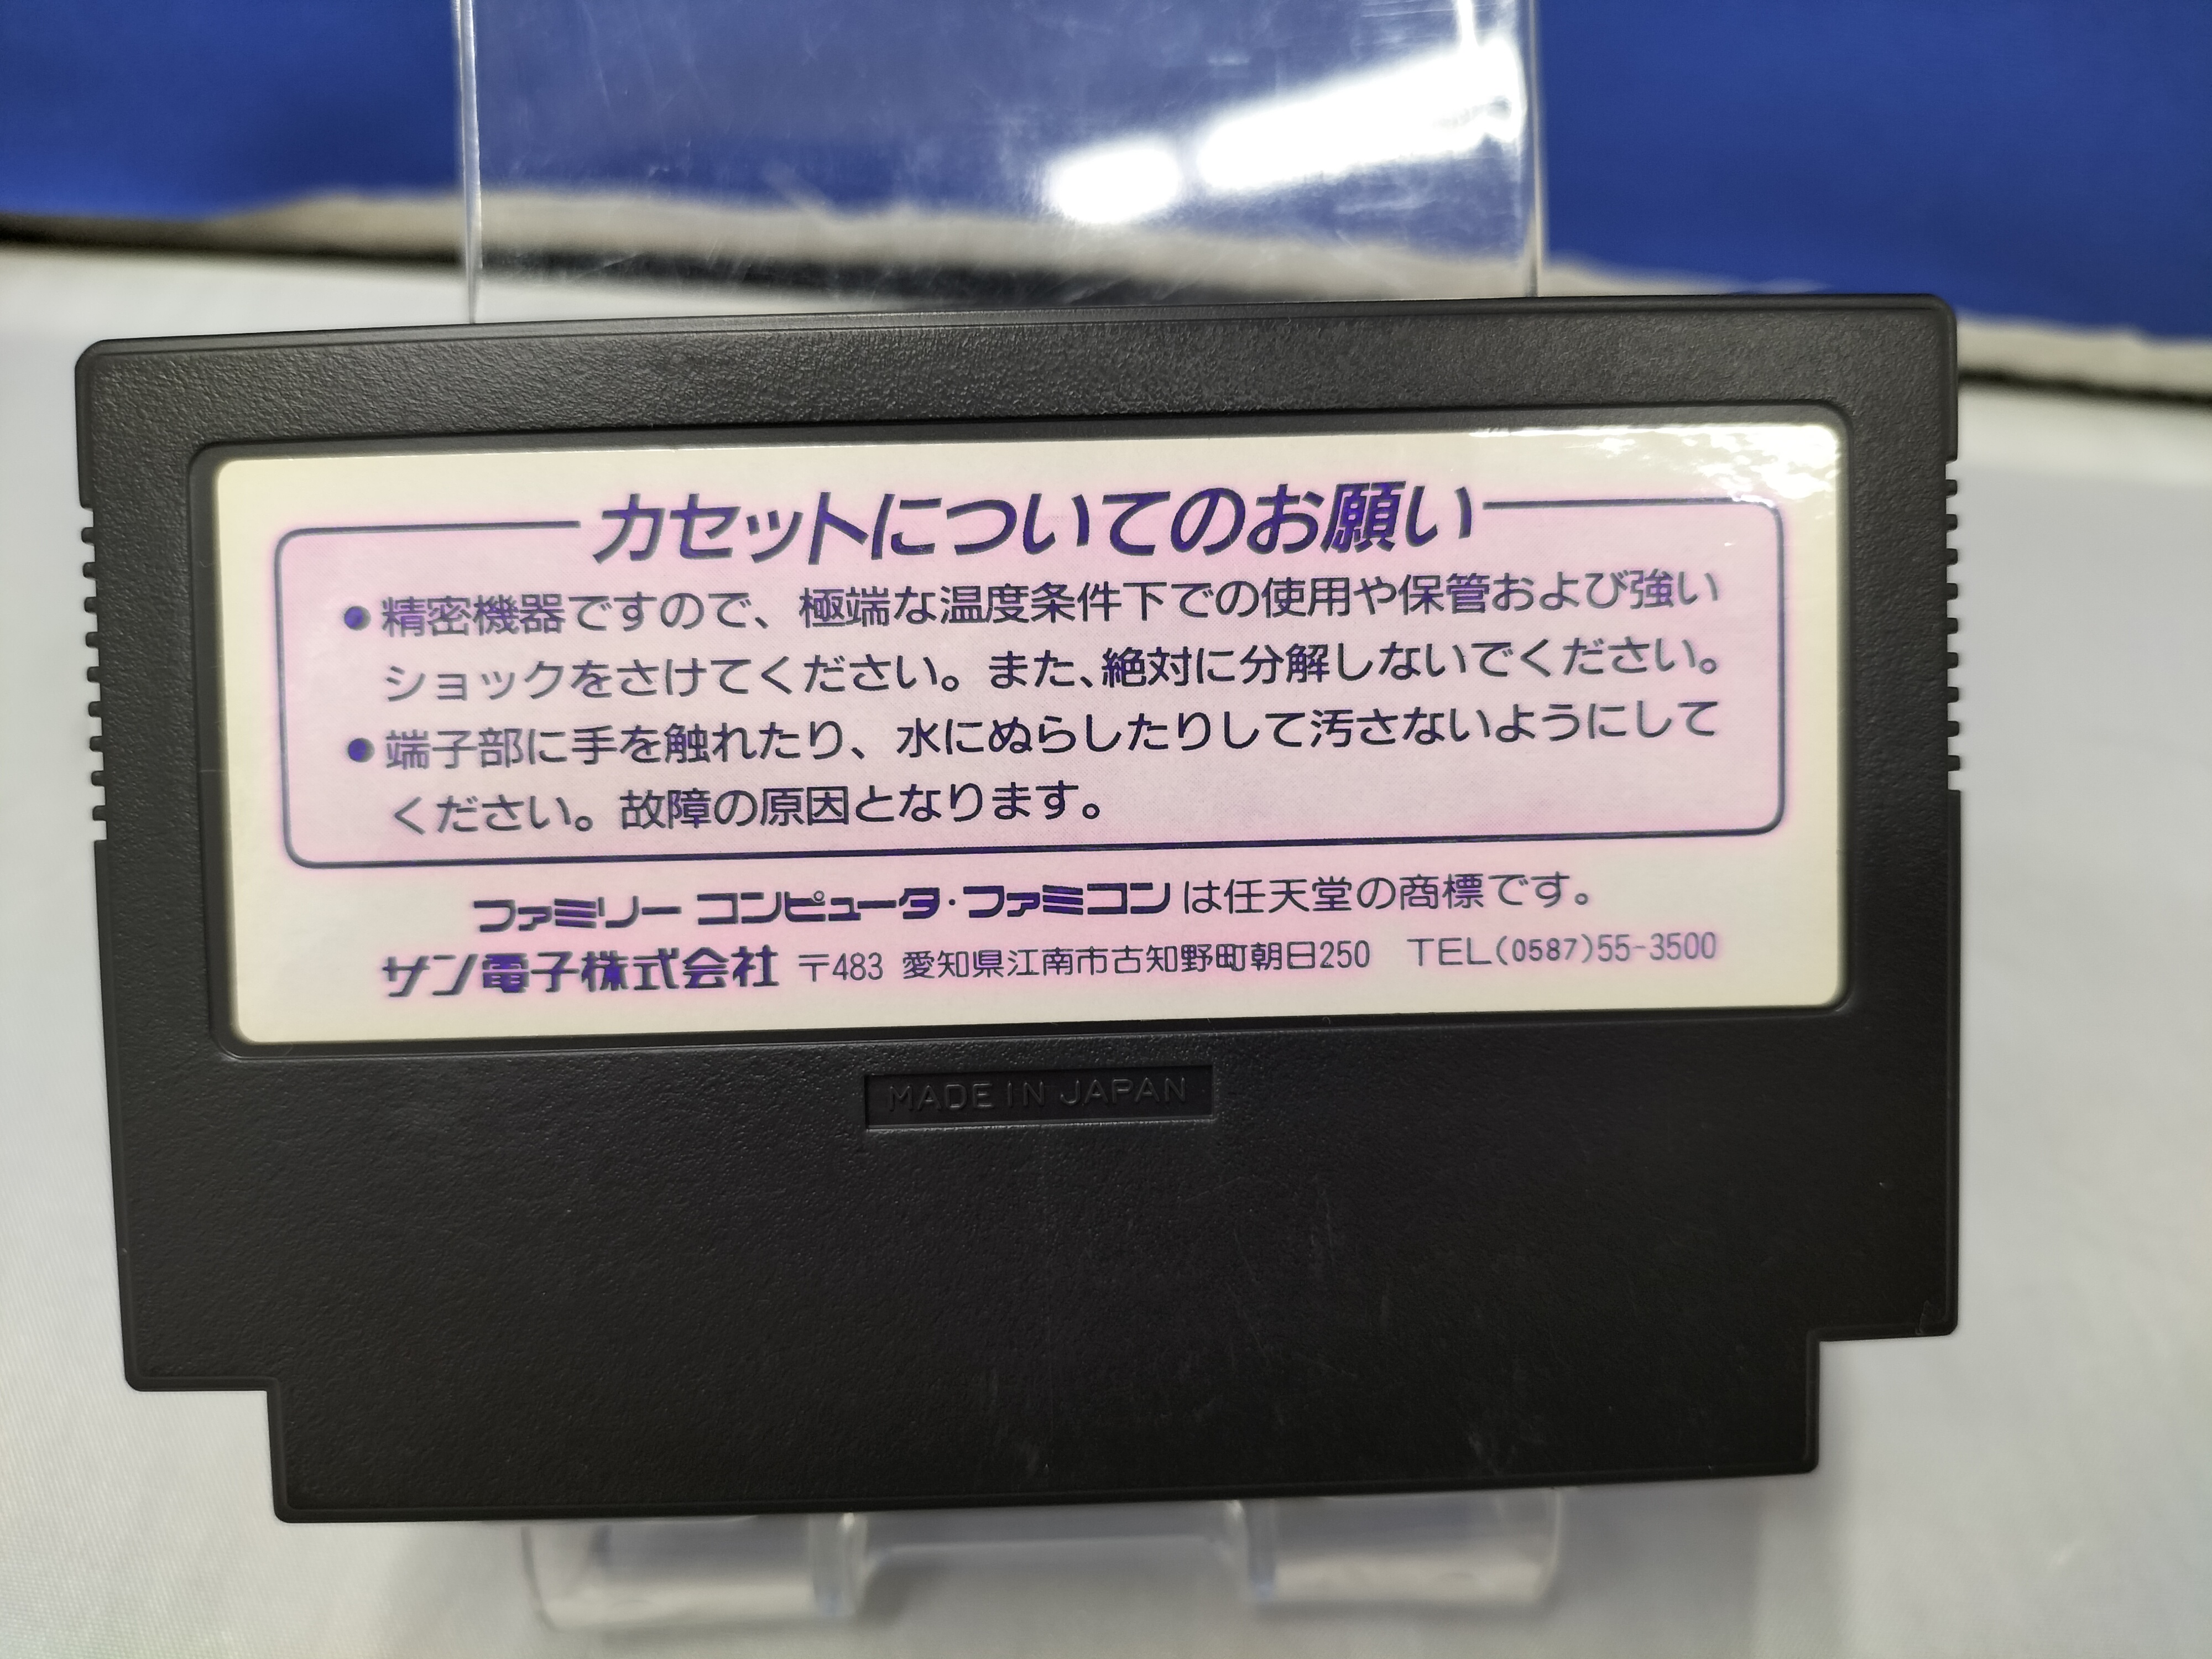 カセットについてのお願い
●精密機器ですので、極端な温度条件下での使用や保管および強い
ショックをさけてください。また、絶対に分解しないでください。
●端子部に手を触れたり、水にぬらしたりして汚さないようにして
ください。故障の原因となります。
ファミリー コンピュータ・ファミコンは任天堂の商標です。
サン電子株式会社 〒483 愛知県江南市古知野町朝日250 TEL(0587)55-3500
MADE IN JAPAN